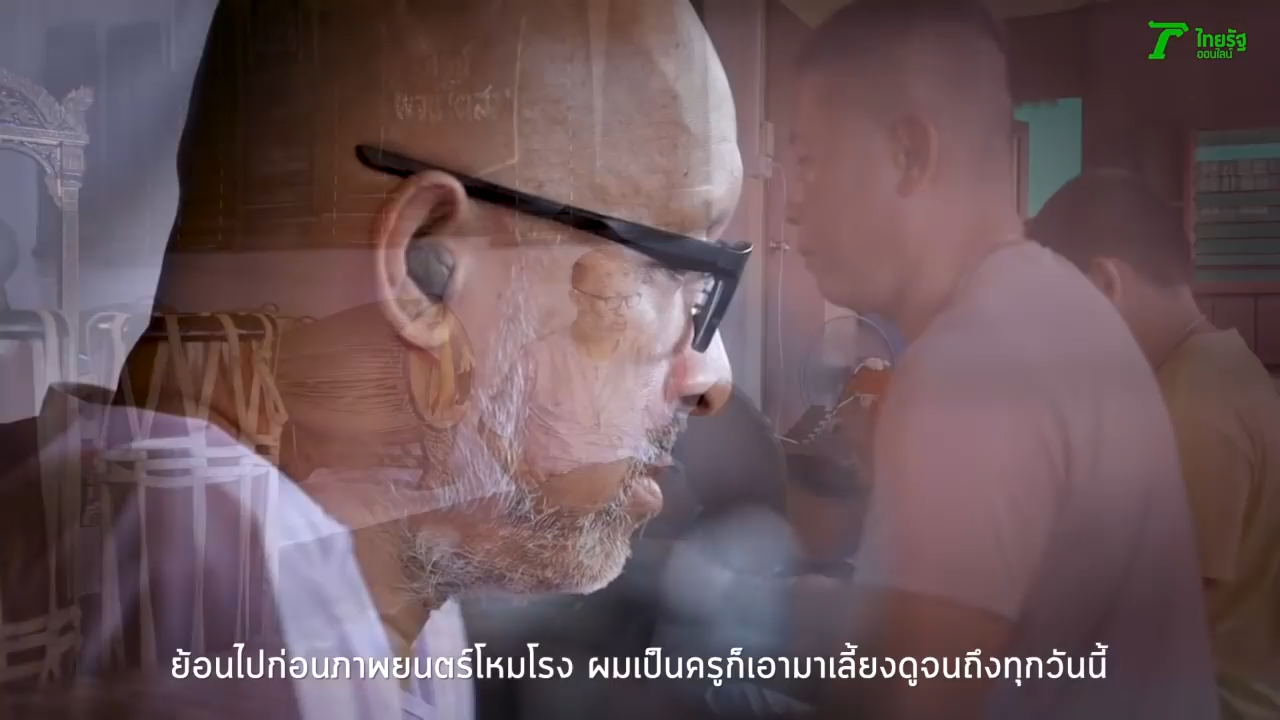 ไทยรัฐ
ออนไลน์
ย้อนไปก่อนภาพยนตร์โหมโรง ผมเป็นครูก็เอามาเลี้ยงดูจนถึงทุกวันนี้